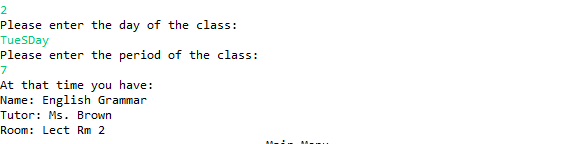 2
Please enter the day of the class:
TueSDay
Please enter the period of the class:
7
At that time you have:
Name: English Grammar
Tutor: Ms. Brown
Room: Lect Rm 2
Main Menu